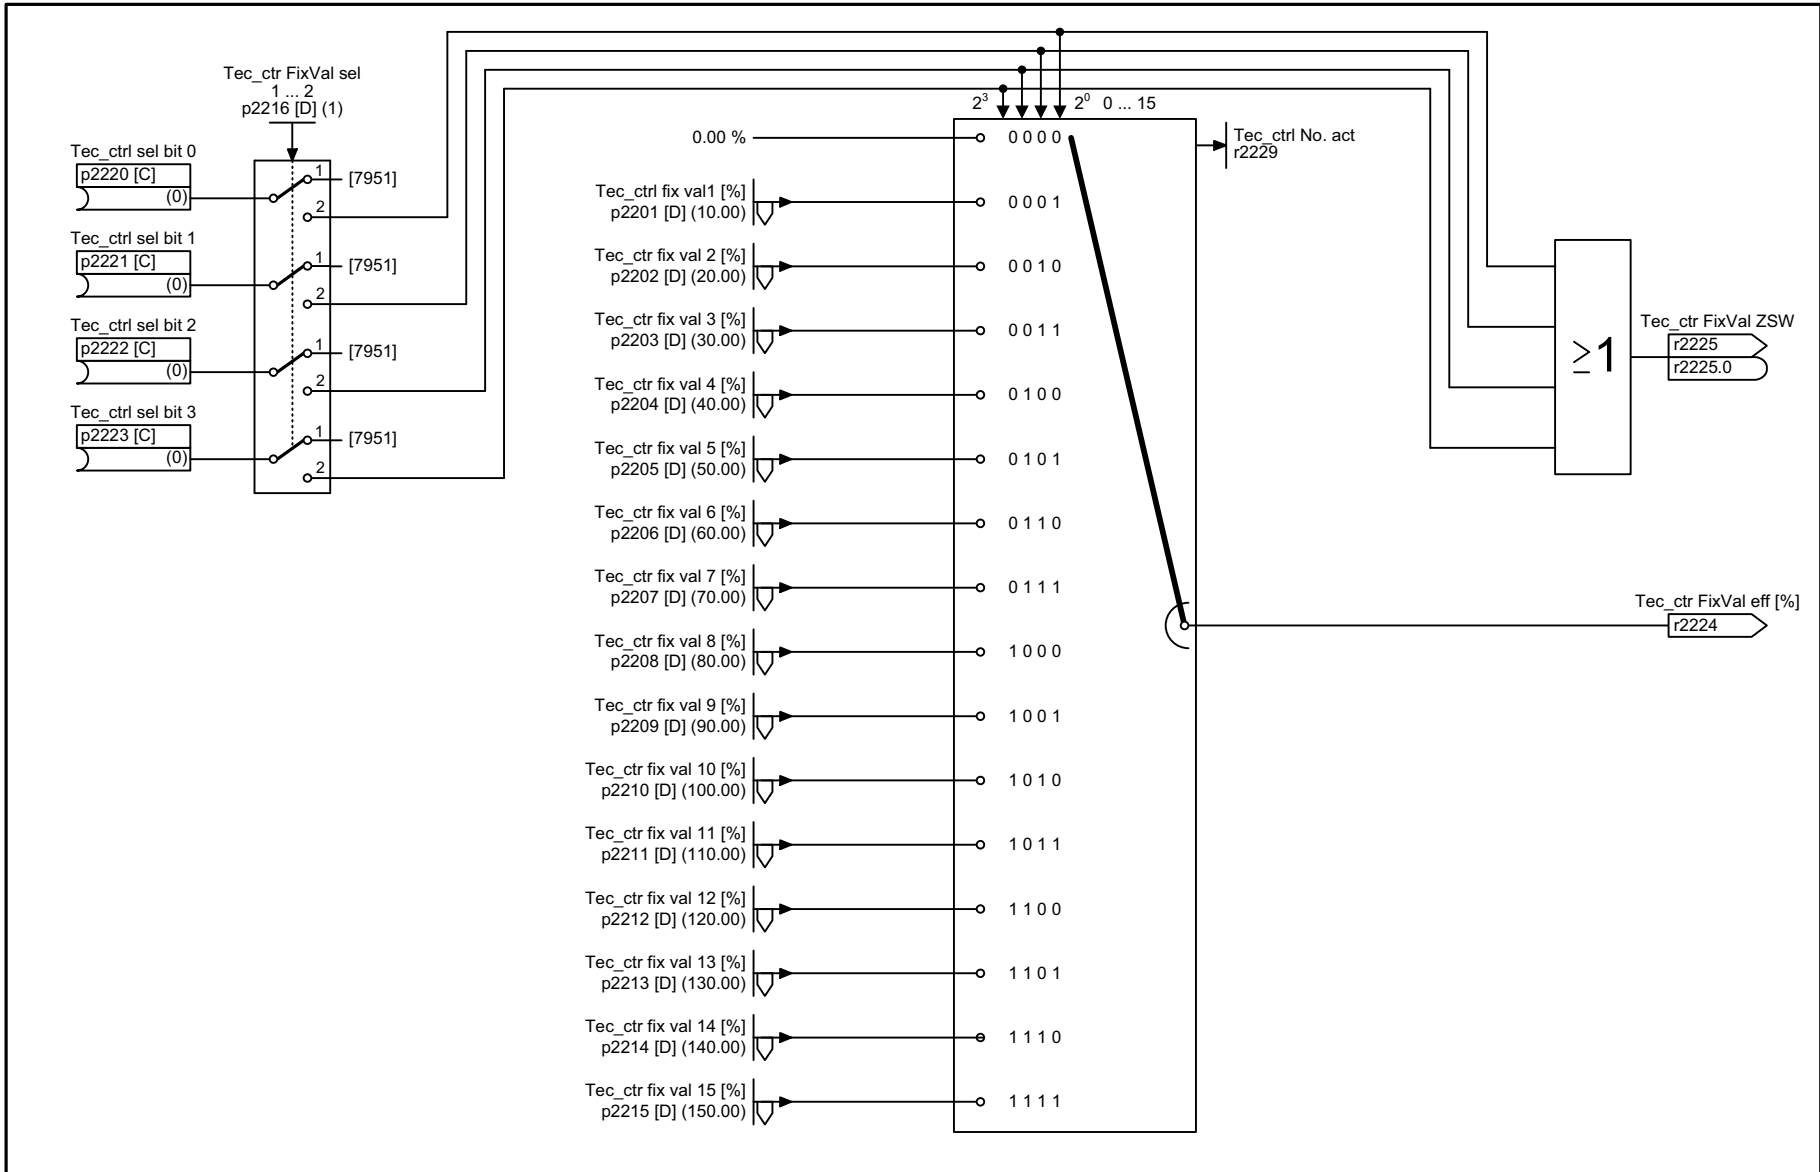 Tec_ctr FixVal sel
1 ... 2
p2216 [D] (1)
Tec_ctrl sel bit 0
p2220 [C]
(0)
1
[7951]
2
Tec_ctrl sel bit 1
p2221 [C]
(0)
1
[7951]
2
Tec_ctrl sel bit 2
p2222 [C]
(0)
1
[7951]
2
Tec_ctrl sel bit 3
p2223 [C]
(0)
1
[7951]
2
2³ 2⁰ 0 ... 15
0.00 % 0 0 0 0
Tec_ctrl fix val1 [%]
p2201 [D] (10.00) 0 0 0 1
Tec_ctr fix val 2 [%]
p2202 [D] (20.00) 0 0 1 0
Tec_ctr fix val 3 [%]
p2203 [D] (30.00) 0 0 1 1
Tec_ctr fix val 4 [%]
p2204 [D] (40.00) 0 1 0 0
Tec_ctr fix val 5 [%]
p2205 [D] (50.00) 0 1 0 1
Tec_ctr fix val 6 [%]
p2206 [D] (60.00) 0 1 1 0
Tec_ctr fix val 7 [%]
p2207 [D] (70.00) 0 1 1 1
Tec_ctr fix val 8 [%]
p2208 [D] (80.00) 1 0 0 0
Tec_ctr fix val 9 [%]
p2209 [D] (90.00) 1 0 0 1
Tec_ctr fix val 10 [%]
p2210 [D] (100.00) 1 0 1 0
Tec_ctr fix val 11 [%]
p2211 [D] (110.00) 1 0 1 1
Tec_ctr fix val 12 [%]
p2212 [D] (120.00) 1 1 0 0
Tec_ctr fix val 13 [%]
p2213 [D] (130.00) 1 1 0 1
Tec_ctr fix val 14 [%]
p2214 [D] (140.00) 1 1 1 0
Tec_ctr fix val 15 [%]
p2215 [D] (150.00) 1 1 1 1
Tec_ctrl No. act
r2229
≥1
Tec_ctr FixVal ZSW
r2225
r2225.0
Tec_ctr FixVal eff [%]
r2224